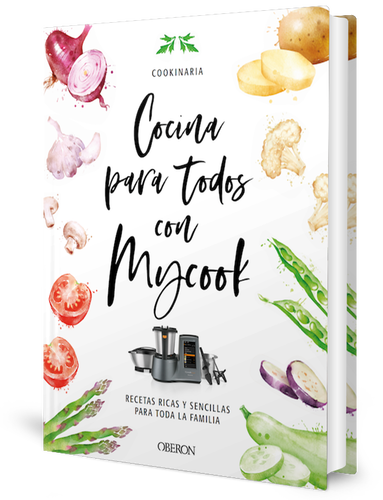 COOKINARIA
Cocina
para todos
con
Mycook
RECETAS RICAS Y SENCILLAS
PARA TODA LA FAMILIA
OBERON